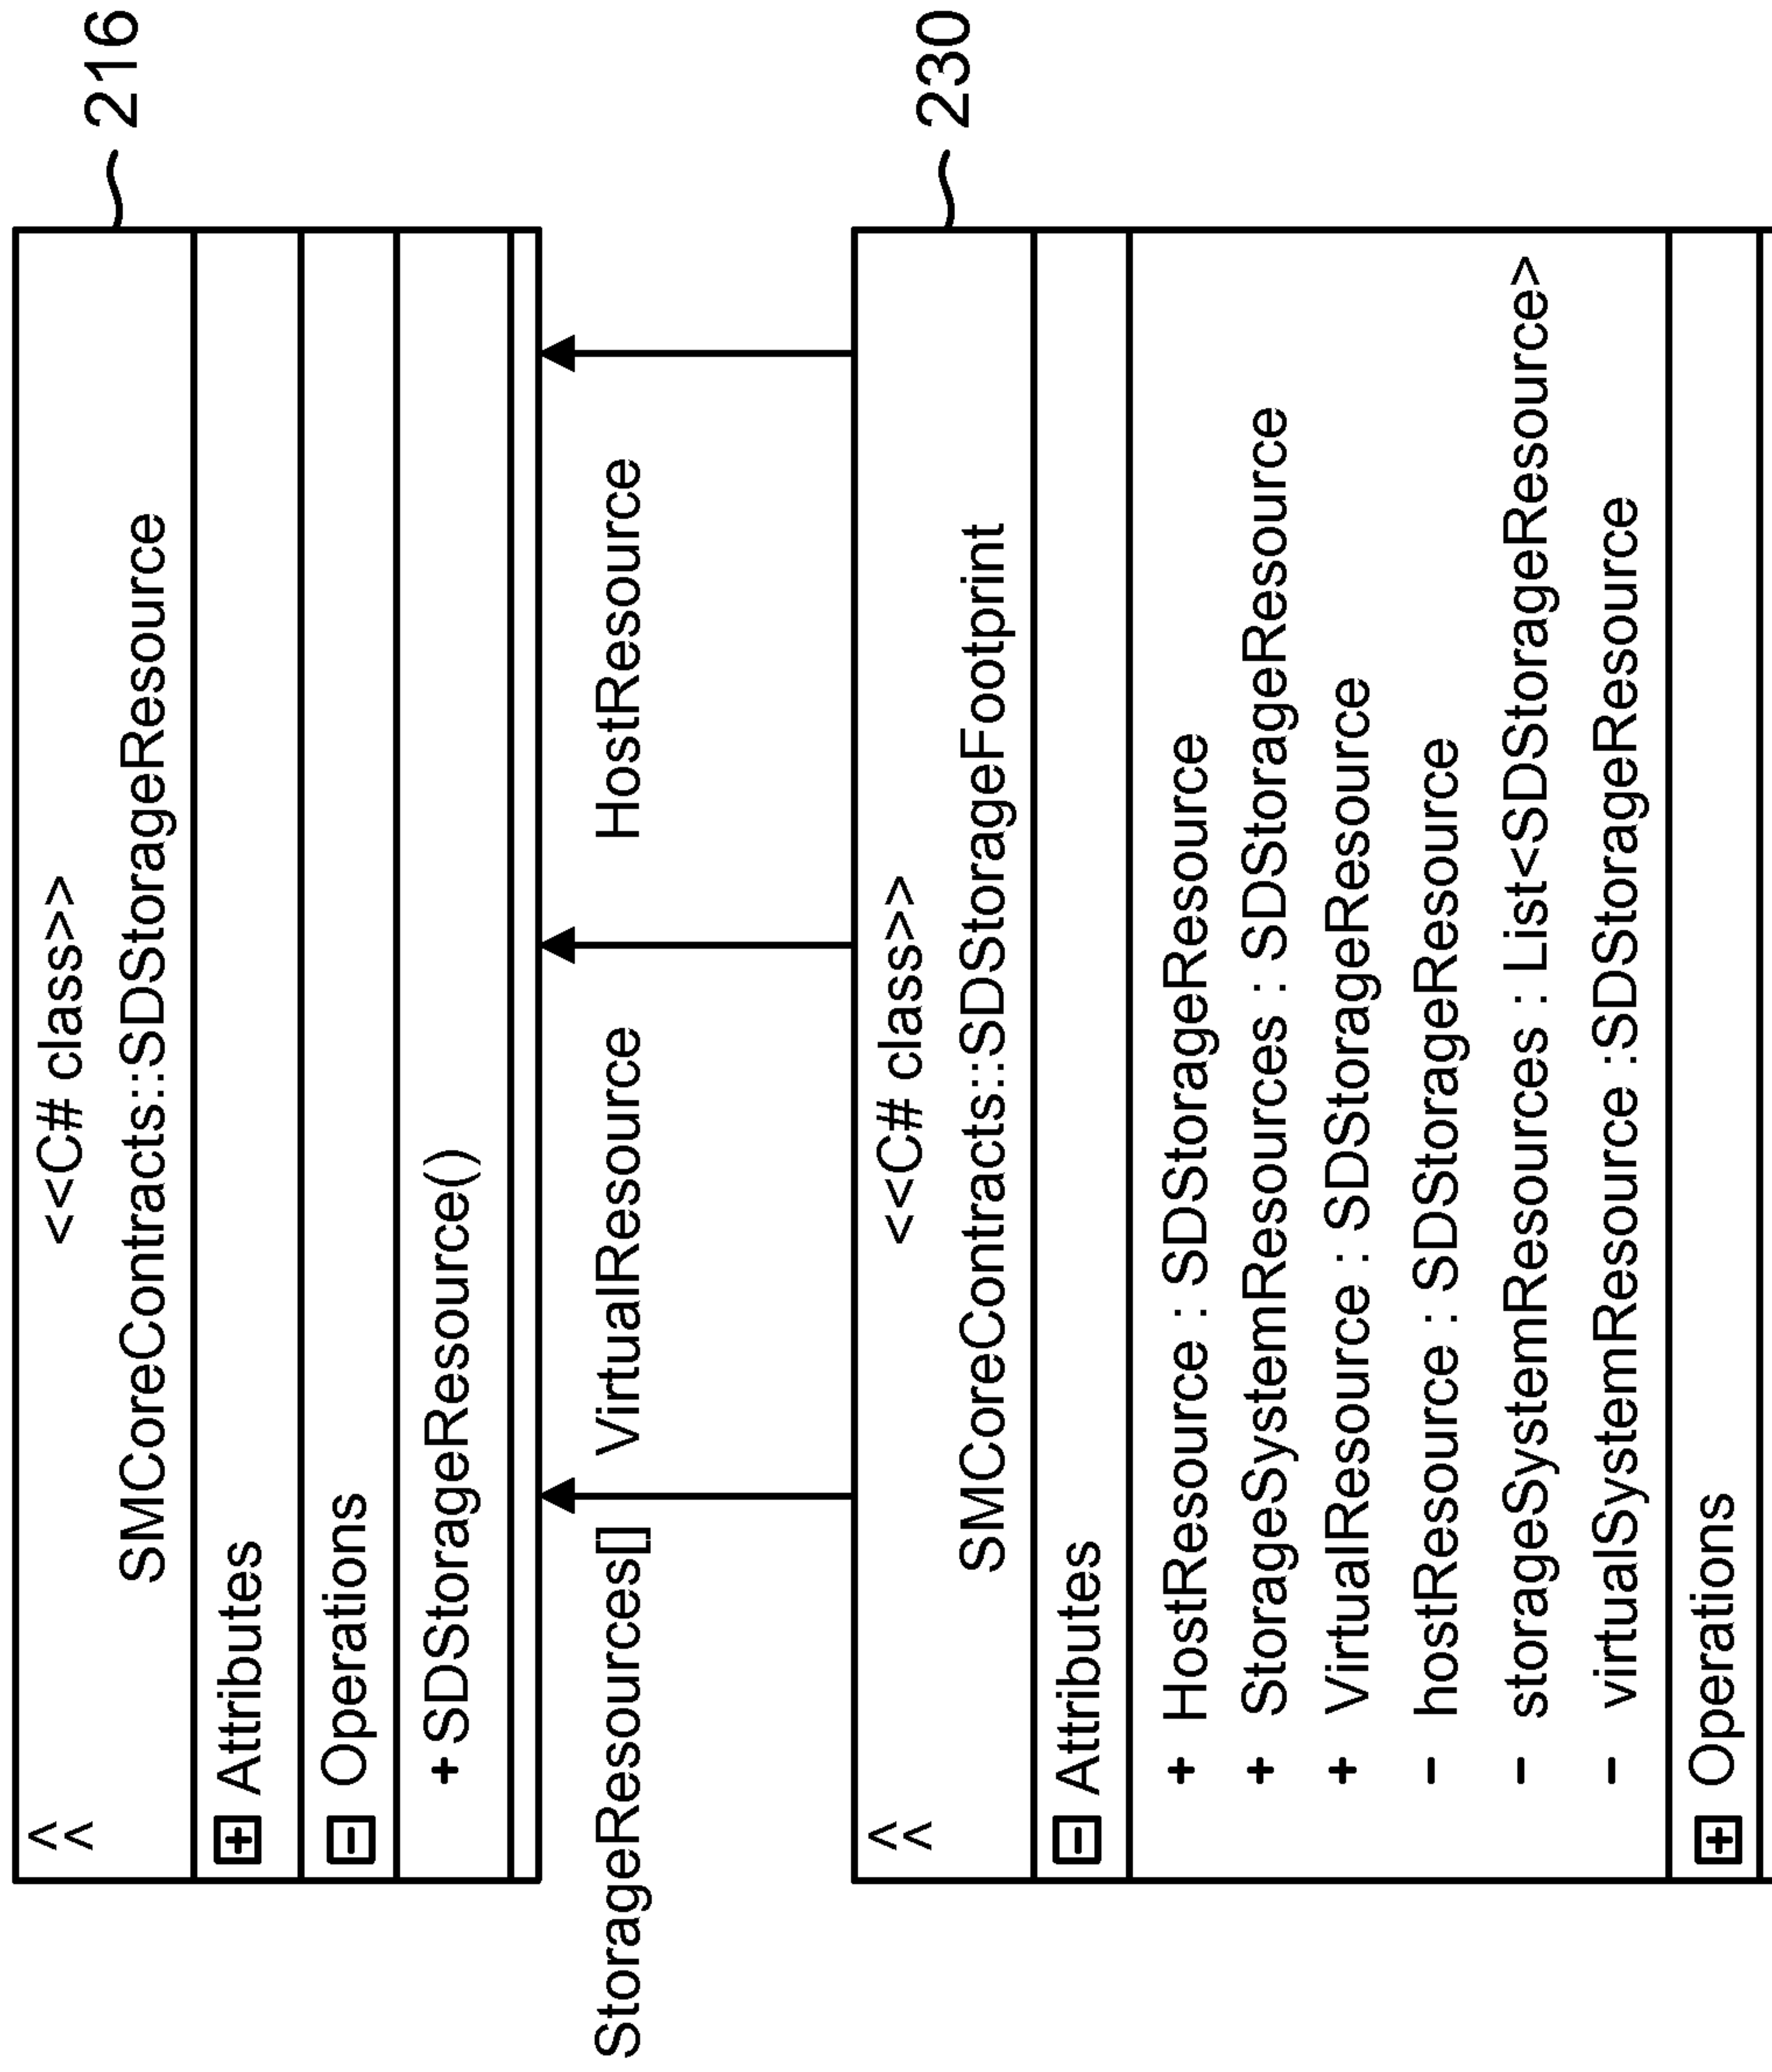 <<C# class>>
SMCoreContracts::SDStorageResource
216
Attributes
Operations
+ SDStorageResource()
StorageResources[]
VirtualResource
HostResource
<<C# class>>
SMCoreContracts::SDStorageFootprint
230
Attributes
+ HostResource : SDStorageResource
+ StorageSystemResources : SDStorageResource
+ VirtualResource : SDStorageResource
- hostResource : SDStorageResource
- storageSystemResources : List<SDStorageResource>
- virtualSystemResource :SDStorageResource
Operations